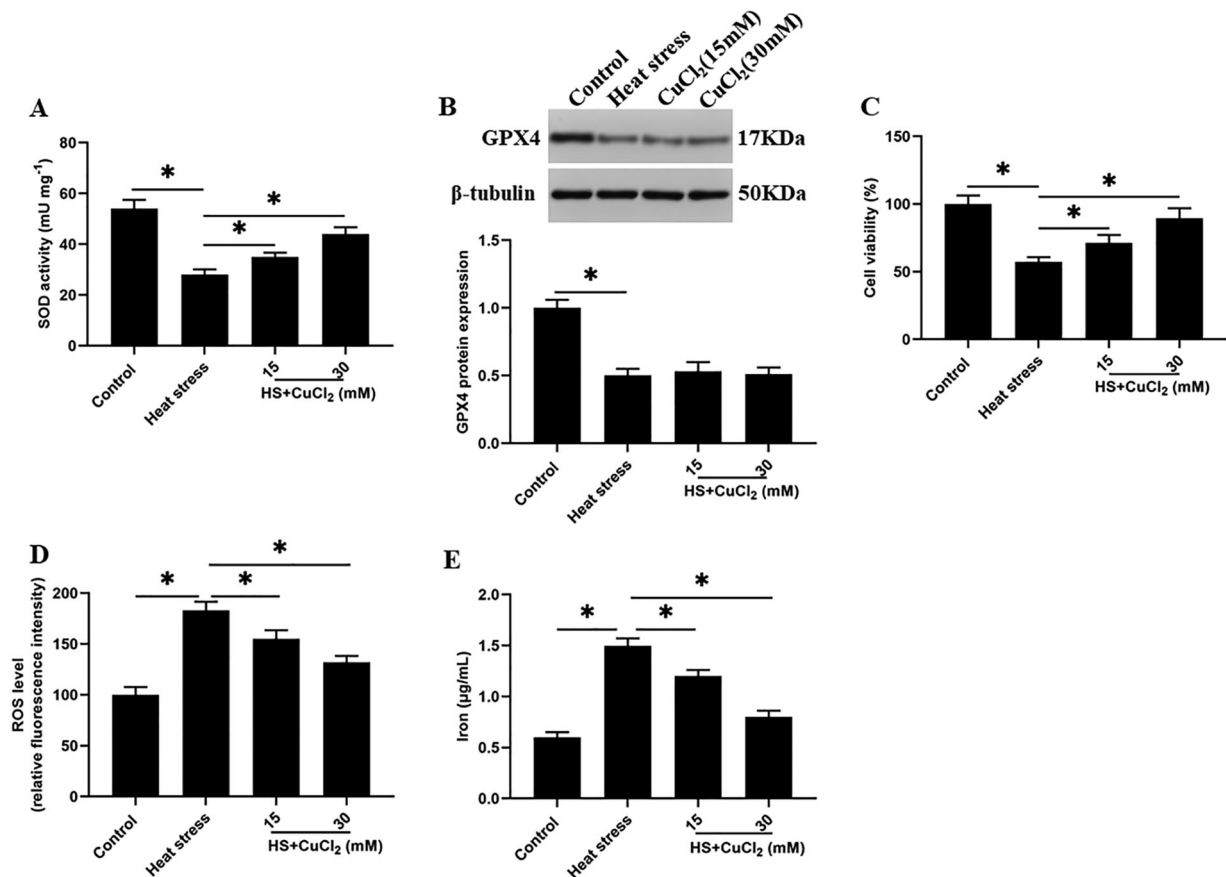 A
SOD activity (mU mg⁻¹)
80
60
40
20
0
*
*
*
Control
Heat stress
15
30
HS+CuCl₂ (mM)
B
Control
Heat stress
CuCl₂(15mM)
CuCl₂(30mM)
GPX4
17KDa
β-tubulin
50KDa
GPX4 protein expression
1.5
1.0
0.5
0.0
*
Control
Heat stress
15
30
HS+CuCl₂ (mM)
C
Cell viability (%)
150
100
50
0
*
*
*
Control
Heat stress
15
30
HS+CuCl₂ (mM)
D
ROS level
(relative fluorescence intensity)
200
150
100
50
0
*
*
*
Control
Heat stress
15
30
HS+CuCl₂ (mM)
E
Iron (μg/mL)
2.0
1.5
1.0
0.5
0.0
*
*
*
Control
Heat stress
15
30
HS+CuCl₂ (mM)